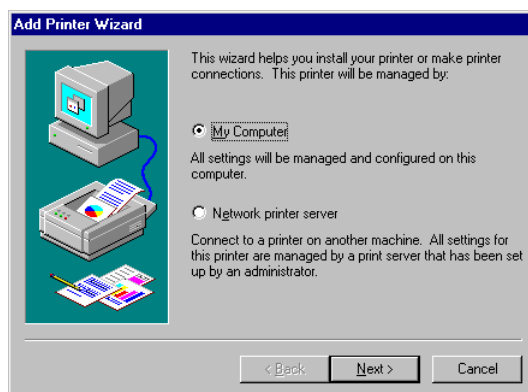 Add Printer Wizard
This wizard helps you install your printer or make printer
connections. This printer will be managed by:
My Computer
All settings will be managed and configured on this
computer.
Network printer server
Connect to a printer on another machine. All settings for
this printer are managed by a print server that has been set
up by an administrator.
< Back
Next >
Cancel